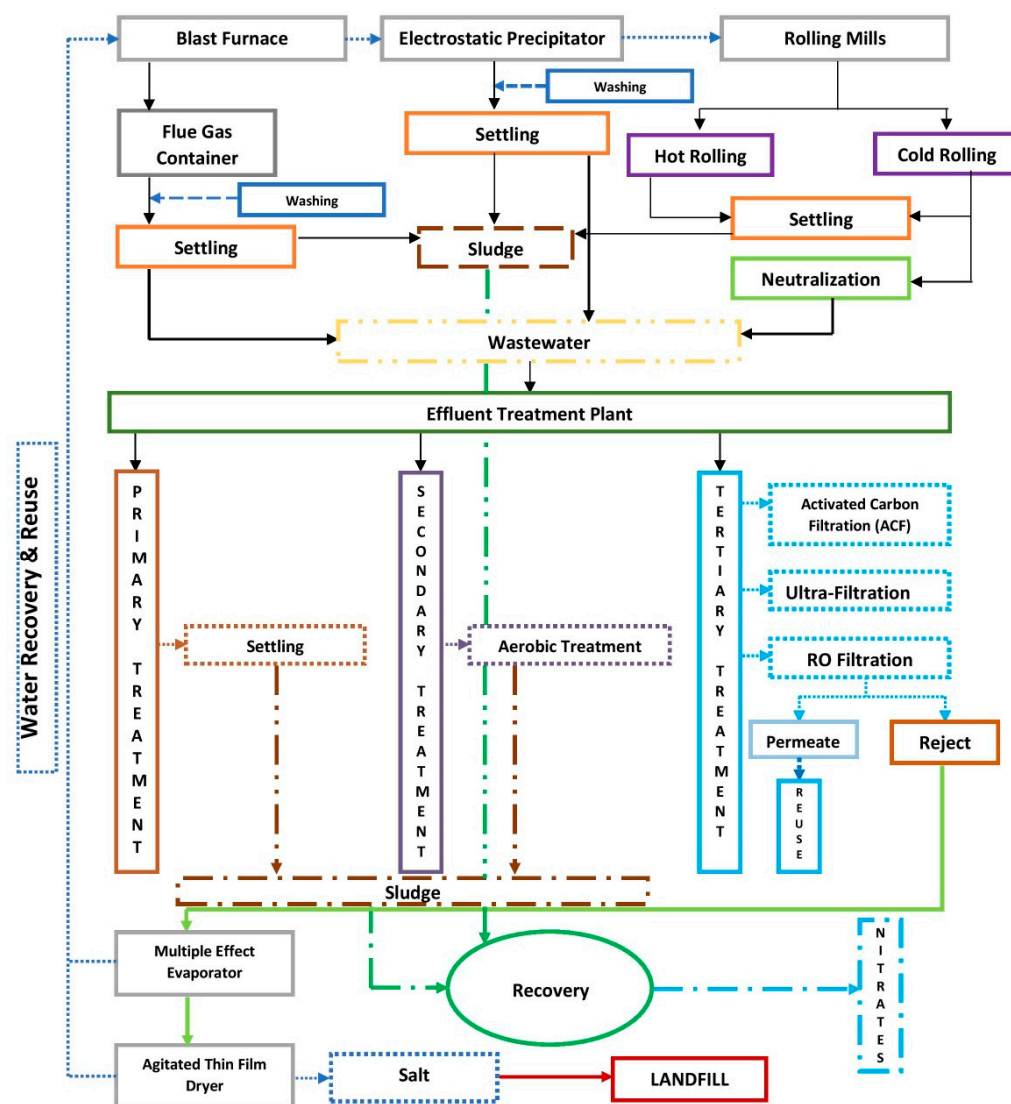 Blast Furnace
Electrostatic Precipitator
Rolling Mills
Washing
Flue Gas
Container
Settling
Hot Rolling
Cold Rolling
Washing
Settling
Sludge
Settling
Neutralization
Wastewater
Effluent Treatment Plant
Water Recovery & Reuse
PRIMARY TREATMENT
SECONDARY TREATMENT
TERTIARY TREATMENT
Activated Carbon
Filtration (ACF)
Ultra-Filtration
Settling
Aerobic Treatment
RO Filtration
Permeate
Reject
REUSE
Sludge
Multiple Effect
Evaporator
Recovery
NITRATES
Agitated Thin Film
Dryer
Salt
LANDFILL